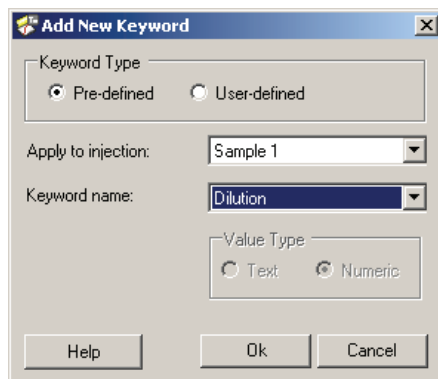 Add New Keyword
Keyword Type
Pre-defined User-defined
Apply to injection: Sample 1
Keyword name: Dilution
Value Type
Text Numeric
Help Ok Cancel